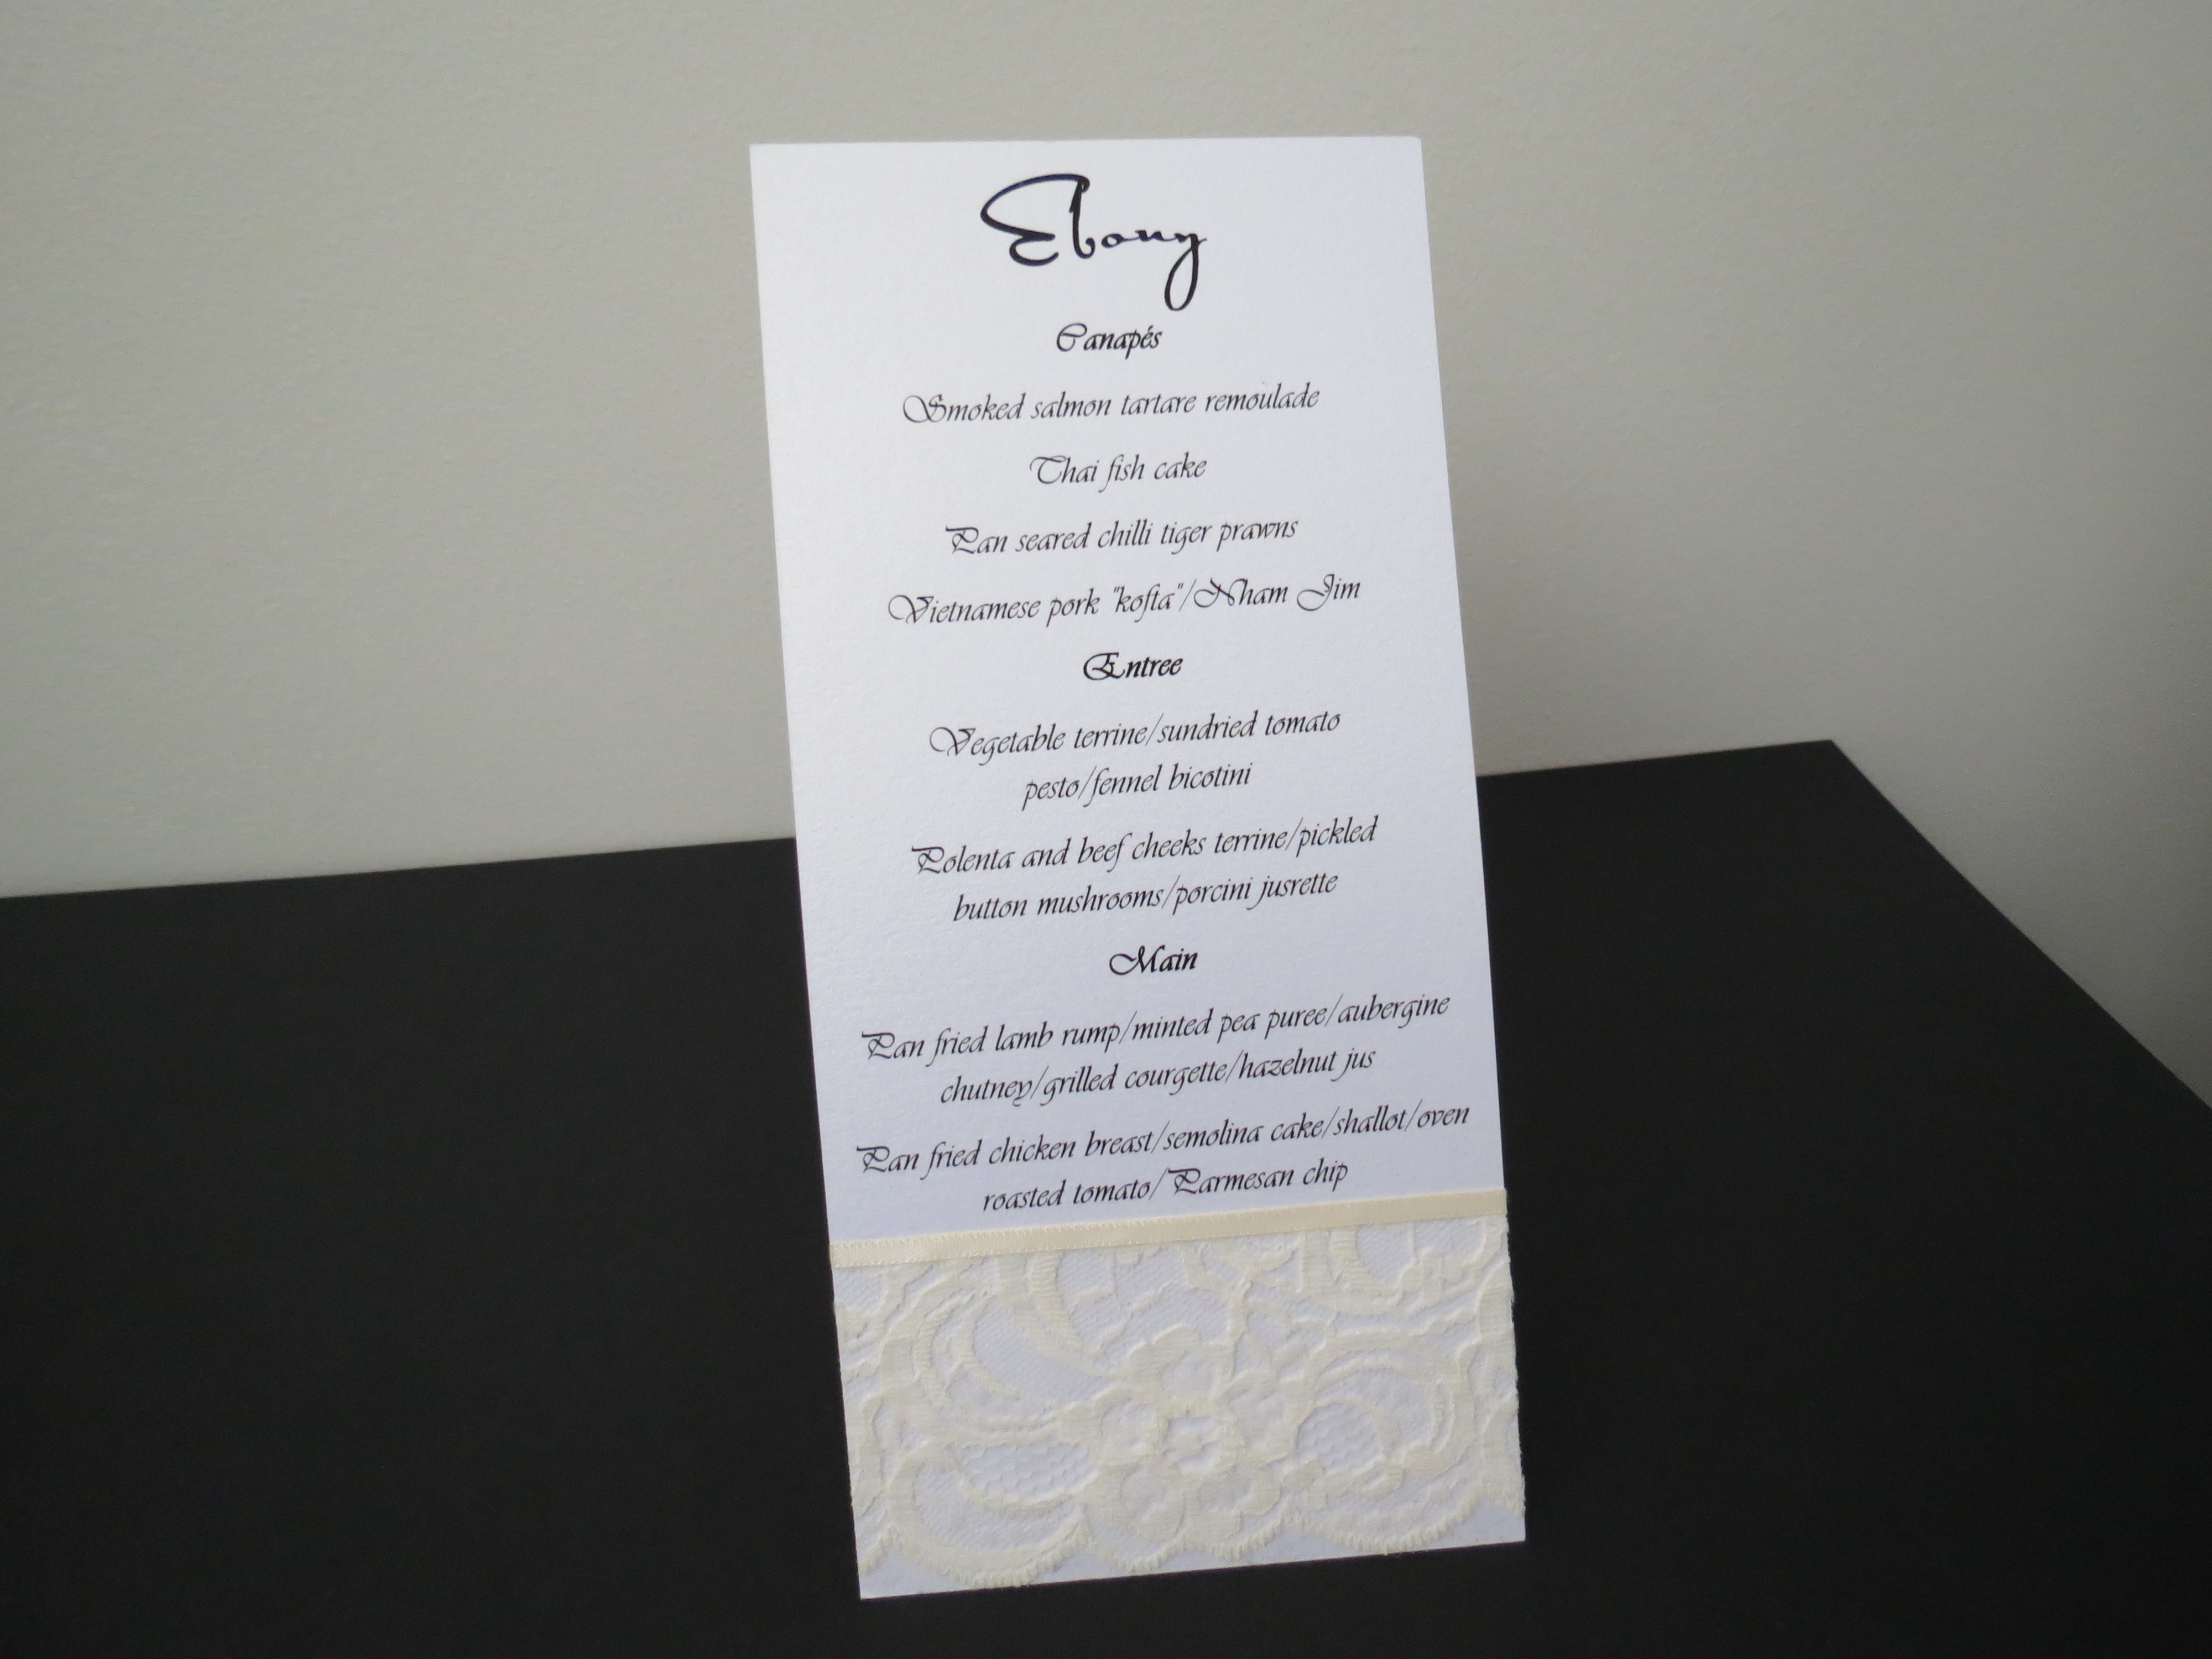 Ebony
Canapés
Smoked salmon tartare remoulade
Thai fish cake
Pan seared chilli tiger prawns
Vietnamese pork "kofta"/Nham Jim
Entree
Vegetable terrine/sundried tomato
pesto/fennel bicotini
Polenta and beef cheeks terrine/pickled
button mushrooms/porcini jusrette
Main
Pan fried lamb rump/minted pea puree/aubergine
chutney/grilled courgette/hazelnut jus
Pan fried chicken breast/semolina cake/shallot/oven
roasted tomato/Parmesan chip